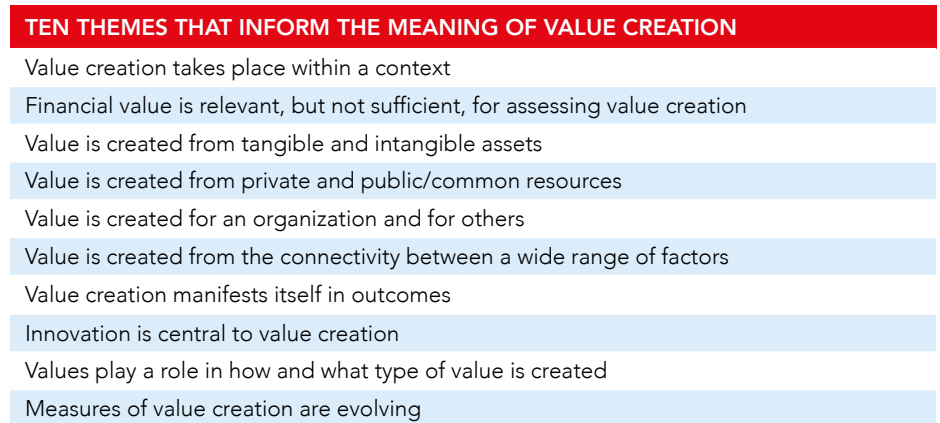 TEN THEMES THAT INFORM THE MEANING OF VALUE CREATION
Value creation takes place within a context
Financial value is relevant, but not sufficient, for assessing value creation
Value is created from tangible and intangible assets
Value is created from private and public/common resources
Value is created for an organization and for others
Value is created from the connectivity between a wide range of factors
Value creation manifests itself in outcomes
Innovation is central to value creation
Values play a role in how and what type of value is created
Measures of value creation are evolving